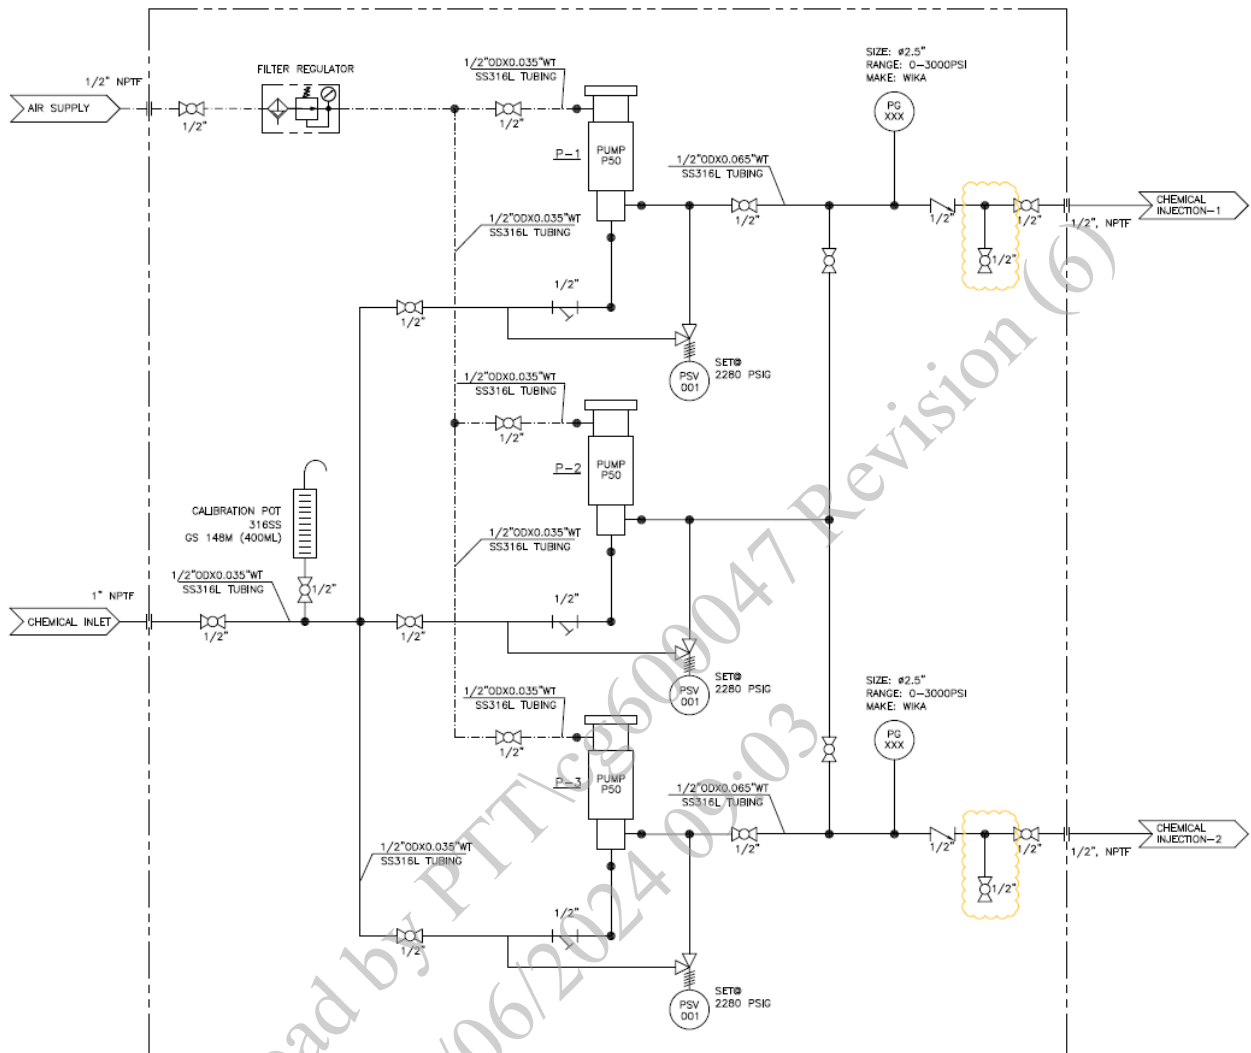 SIZE: ø2.5"
RANGE: 0-3000PSI
MAKE: WIKA
1/2" NPTF
FILTER REGULATOR
1/2"ODX0.035"WT
SS316L TUBING
AIR SUPPLY
1/2"
1/2"
PG
XXX
P-1
PUMP
P50
1/2"ODX0.065"WT
SS316L TUBING
CHEMICAL
INJECTION-1
1/2"
1/2"
1/2"
1/2", NPTF
1/2"ODX0.035"WT
SS316L TUBING
1/2"
1/2"
1/2"
SET@
2280 PSIG
PSV
001
1/2"ODX0.035"WT
SS316L TUBING
1/2"
P-2
PUMP
P50
CALIBRATION POT
316SS
GS 148M (400ML)
1/2"ODX0.035"WT
SS316L TUBING
1/2"ODX0.035"WT
SS316L TUBING
1/2"
1" NPTF
1/2"
CHEMICAL INLET
1/2"
1/2"
SET@
2280 PSIG
PSV
001
1/2"ODX0.035"WT
SS316L TUBING
SIZE: ø2.5"
RANGE: 0-3000PSI
MAKE: WIKA
1/2"
PG
XXX
P-3
PUMP
P50
1/2"ODX0.065"WT
SS316L TUBING
CHEMICAL
INJECTION-2
1/2"
1/2"
1/2"
1/2", NPTF
1/2"ODX0.035"WT
SS316L TUBING
1/2"
1/2"
1/2"
SET@
2280 PSIG
PSV
001
by PTT\cg600047 Revision (6)
/06/2024 09:03